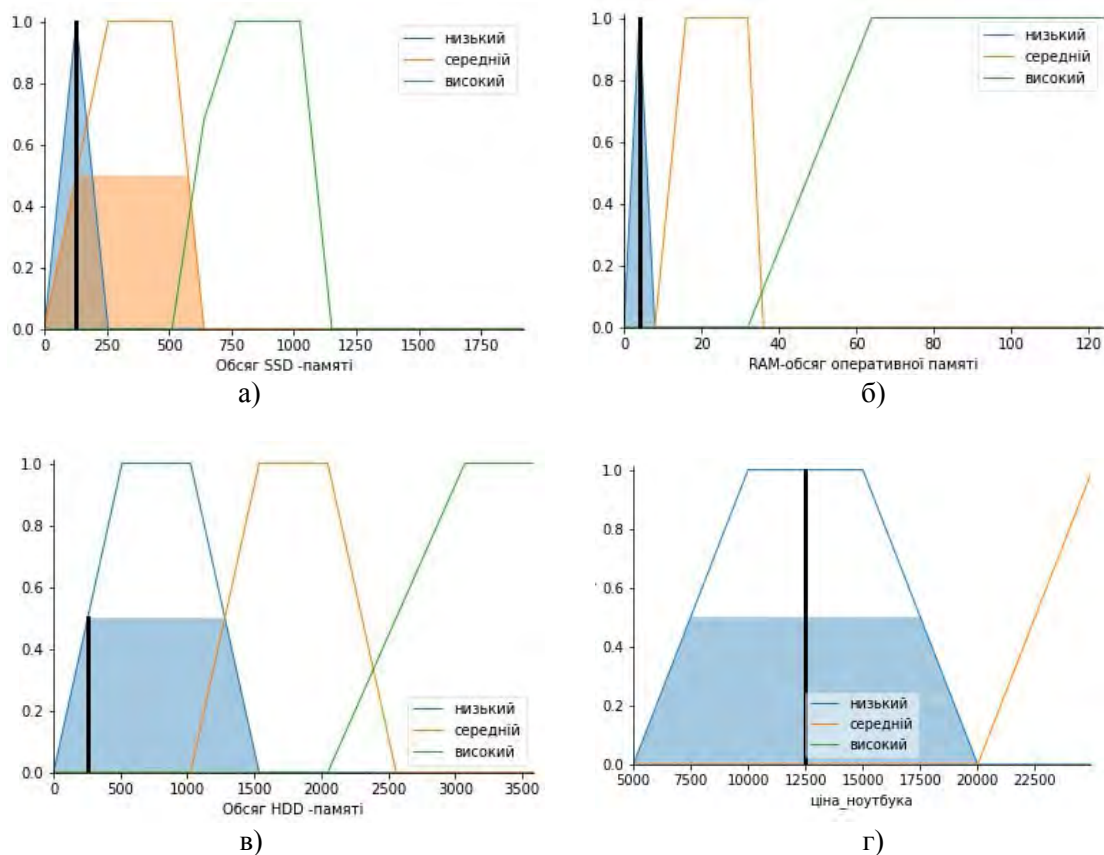 1.0
0.8
0.6
0.4
0.2
0.0
0 250 500 750 1000 1250 1500 1750
низький
середній
високий
Обсяг SSD -памяті
а)
1.0
0.8
0.6
0.4
0.2
0.0
0 20 40 60 80 100 120
низький
середній
високий
RAM-обсяг оперативної памяті
б)
1.0
0.8
0.6
0.4
0.2
0.0
0 500 1000 1500 2000 2500 3000 3500
низький
середній
високий
Обсяг HDD -памяті
в)
1.0
0.8
0.6
0.4
0.2
0.0
5000 7500 10000 12500 15000 17500 20000 22500
низький
середній
високий
ціна_ноутбука
г)